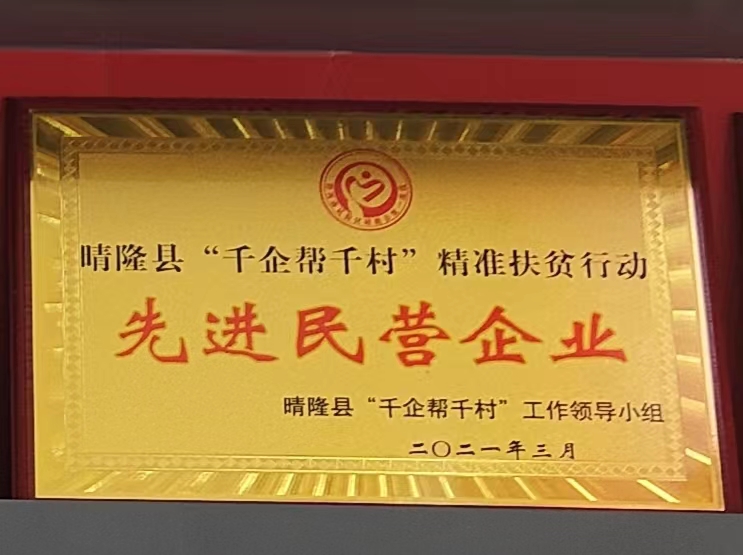 晴隆县“千企帮千村”精准扶贫行动
先进民营企业
晴隆县“千企帮千村”工作领导小组
二〇二一年三月